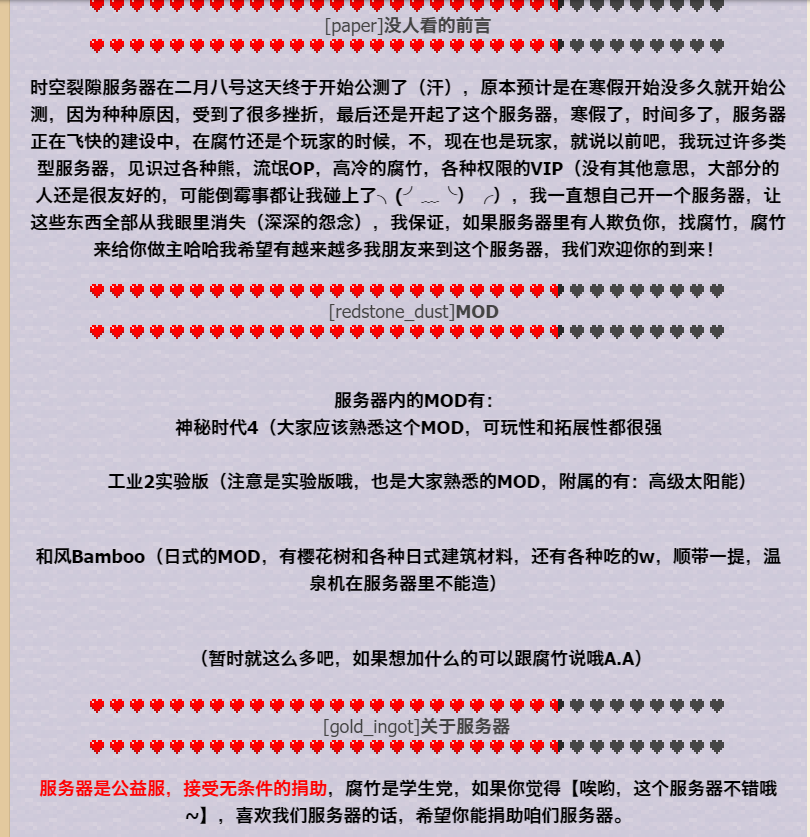 [paper]没人看的前言
时空裂隙服务器在二月八号这天终于开始公测了（汗），原本预计是在寒假开始没多久就开始公
测，因为种种原因，受到了很多挫折，最后还是开起了这个服务器，寒假了，时间多了，服务器
正在飞快的建设中，在腐竹还是个玩家的时候，不，现在也是玩家，就说以前吧，我玩过许多类
型服务器，见识过各种熊，流氓OP，高冷的腐竹，各种权限的VIP（没有其他意思，大部分的
人还是很友好的，可能倒霉事都让我碰上了╮(╯﹏╰）╭），我一直想自己开一个服务器，让
这些东西全部从我眼里消失（深深的怨念），我保证，如果服务器里有人欺负你，找腐竹，腐竹
来给你做主哈哈我希望有越来越多我朋友来到这个服务器，我们欢迎你的到来！
[redstone_dust]MOD
服务器内的MOD有：
神秘时代4（大家应该熟悉这个MOD，可玩性和拓展性都很强
工业2实验版（注意是实验版哦，也是大家熟悉的MOD，附属的有：高级太阳能）
和风Bamboo（日式的MOD，有樱花树和各种日式建筑材料，还有各种吃的w，顺带一提，温
泉机在服务器里不能造）
（暂时就这么多吧，如果想加什么的可以跟腐竹说哦A.A）
[gold_ingot]关于服务器
服务器是公益服，接受无条件的捐助，腐竹是学生党，如果你觉得【唉哟，这个服务器不错哦
~】，喜欢我们服务器的话，希望你能捐助咱们服务器。